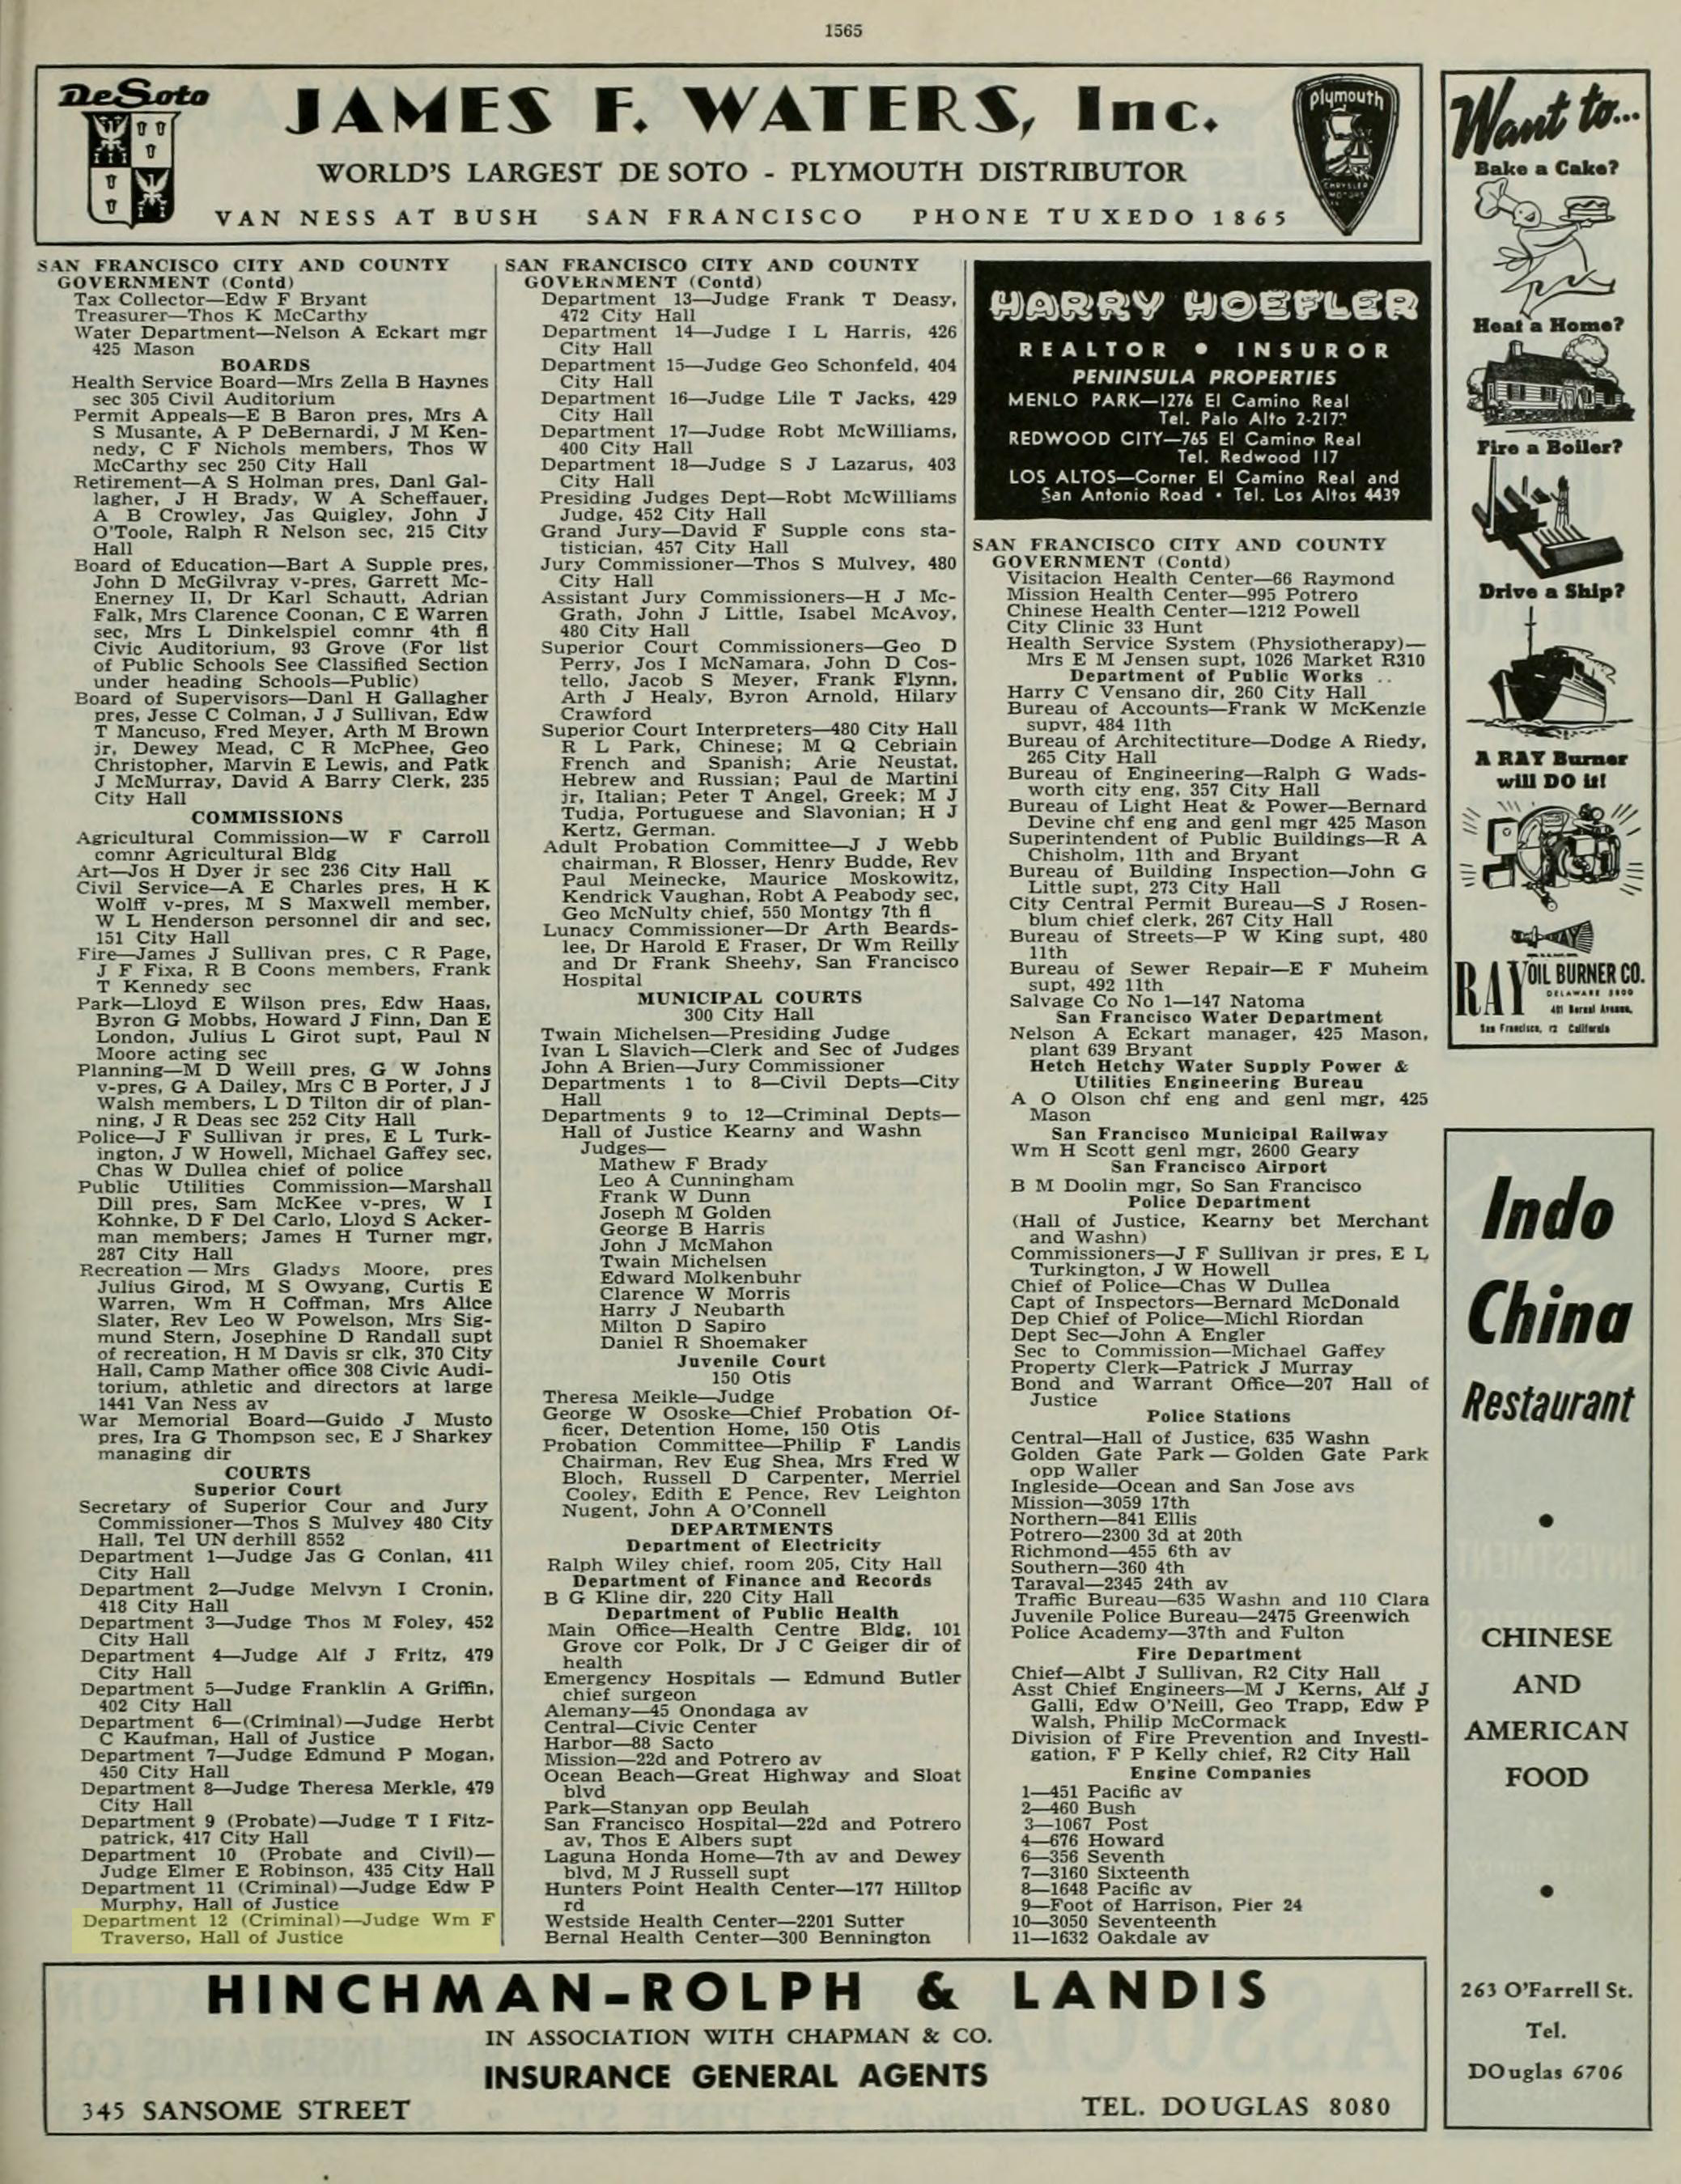 1565
DeSoto
JAMES F. WATERS, Inc.
WORLD'S LARGEST DE SOTO - PLYMOUTH DISTRIBUTOR
VAN NESS AT BUSH SAN FRANCISCO PHONE TUXEDO 1865
Plymouth
CHRYSLER
MOTORS
SAN FRANCISCO CITY AND COUNTY
GOVERNMENT (Contd)
Tax Collector—Edw F Bryant
Treasurer—Thos K McCarthy
Water Department—Nelson A Eckart mgr
425 Mason
BOARDS
Health Service Board—Mrs Zella B Haynes
sec 305 Civil Auditorium
Permit Appeals—E B Baron pres, Mrs A
S Musante, A P DeBernardi, J M Ken-
nedy, C F Nichols members, Thos W
McCarthy sec 250 City Hall
Retirement—A S Holman pres, Danl Gal-
lagher, J H Brady, W A Scheffauer,
A B Crowley, Jas Quigley, John J
O'Toole, Ralph R Nelson sec, 215 City
Hall
Board of Education—Bart A Supple pres,
John D McGilvray v-pres, Garrett Mc-
Enerney II, Dr Karl Schautt, Adrian
Falk, Mrs Clarence Coonan, C E Warren
sec, Mrs L Dinkelspiel comnr 4th fl
Civic Auditorium, 93 Grove (For list
of Public Schools See Classified Section
under heading Schools—Public)
Board of Supervisors—Danl H Gallagher
pres, Jesse C Colman, J J Sullivan, Edw
T Mancuso, Fred Meyer, Arth M Brown
jr, Dewey Mead, C R McPhee, Geo
Christopher, Marvin E Lewis, and Patk
J McMurray, David A Barry Clerk, 235
City Hall
COMMISSIONS
Agricultural Commission—W F Carroll
comnr Agricultural Bldg
Art—Jos H Dyer jr sec 236 City Hall
Civil Service—A E Charles pres, H K
Wolff v-pres, M S Maxwell member,
W L Henderson personnel dir and sec,
151 City Hall
Fire—James J Sullivan pres, C R Page,
J F Fixa, R B Coons members, Frank
T Kennedy sec
Park—Lloyd E Wilson pres, Edw Haas,
Byron G Mobbs, Howard J Finn, Dan E
London, Julius L Girot supt, Paul N
Moore acting sec
Planning—M D Weill pres, G W Johns
v-pres, G A Dailey, Mrs C B Porter, J J
Walsh members, L D Tilton dir of plan-
ning, J R Deas sec 252 City Hall
Police—J F Sullivan jr pres, E L Turk-
ington, J W Howell, Michael Gaffey sec,
Chas W Dullea chief of police
Public Utilities Commission—Marshall
Dill pres, Sam McKee v-pres, W I
Kohnke, D F Del Carlo, Lloyd S Acker-
man members; James H Turner mgr,
287 City Hall
Recreation — Mrs Gladys Moore, pres
Julius Girod, M S Owyang, Curtis E
Warren, Wm H Coffman, Mrs Alice
Slater, Rev Leo W Powelson, Mrs Sig-
mund Stern, Josephine D Randall supt
of recreation, H M Davis sr clk, 370 City
Hall, Camp Mather office 308 Civic Audi-
torium, athletic and directors at large
1441 Van Ness av
War Memorial Board—Guido J Musto
pres, Ira G Thompson sec, E J Sharkey
managing dir
COURTS
Superior Court
Secretary of Superior Cour and Jury
Commissioner—Thos S Mulvey 480 City
Hall, Tel UN derhill 8552
Department 1—Judge Jas G Conlan, 411
City Hall
Department 2—Judge Melvyn I Cronin,
418 City Hall
Department 3—Judge Thos M Foley, 452
City Hall
Department 4—Judge Alf J Fritz, 479
City Hall
Department 5—Judge Franklin A Griffin,
402 City Hall
Department 6—(Criminal)—Judge Herbt
C Kaufman, Hall of Justice
Department 7—Judge Edmund P Mogan,
450 City Hall
Department 8—Judge Theresa Merkle, 479
City Hall
Department 9 (Probate)—Judge T I Fitz-
patrick, 417 City Hall
Department 10 (Probate and Civil)—
Judge Elmer E Robinson, 435 City Hall
Department 11 (Criminal)—Judge Edw P
Murphy, Hall of Justice
Department 12 (Criminal)—Judge Wm F
Traverso, Hall of Justice
SAN FRANCISCO CITY AND COUNTY
GOVERNMENT (Contd)
Department 13—Judge Frank T Deasy,
472 City Hall
Department 14—Judge I L Harris, 426
City Hall
Department 15—Judge Geo Schonfeld, 404
City Hall
Department 16—Judge Lile T Jacks, 429
City Hall
Department 17—Judge Robt McWilliams,
400 City Hall
Department 18—Judge S J Lazarus, 403
City Hall
Presiding Judges Dept—Robt McWilliams
Judge, 452 City Hall
Grand Jury—David F Supple cons sta-
tistician, 457 City Hall
Jury Commissioner—Thos S Mulvey, 480
City Hall
Assistant Jury Commissioners—H J Mc-
Grath, John J Little, Isabel McAvoy,
480 City Hall
Superior Court Commissioners—Geo D
Perry, Jos I McNamara, John D Cos-
tello, Jacob S Meyer, Frank Flynn,
Arth J Healy, Byron Arnold, Hilary
Crawford
Superior Court Interpreters—480 City Hall
R L Park, Chinese; M Q Cebriain
French and Spanish; Arie Neustat,
Hebrew and Russian; Paul de Martini
jr, Italian; Peter T Angel, Greek; M J
Tudja, Portuguese and Slavonian; H J
Kertz, German.
Adult Probation Committee—J J Webb
chairman, R Blosser, Henry Budde, Rev
Paul Meinecke, Maurice Moskowitz,
Kendrick Vaughan, Robt A Peabody sec,
Geo McNulty chief, 550 Montgy 7th fl
Lunacy Commissioner—Dr Arth Beards-
lee, Dr Harold E Fraser, Dr Wm Reilly
and Dr Frank Sheehy, San Francisco
Hospital
MUNICIPAL COURTS
300 City Hall
Twain Michelsen—Presiding Judge
Ivan L Slavich—Clerk and Sec of Judges
John A Brien—Jury Commissioner
Departments 1 to 8—Civil Depts—City
Hall
Departments 9 to 12—Criminal Depts—
Hall of Justice Kearny and Washn
Judges—
Mathew F Brady
Leo A Cunningham
Frank W Dunn
Joseph M Golden
George B Harris
John J McMahon
Twain Michelsen
Edward Molkenbuhr
Clarence W Morris
Harry J Neubarth
Milton D Sapiro
Daniel R Shoemaker
Juvenile Court
150 Otis
Theresa Meikle—Judge
George W Ososke—Chief Probation Of-
ficer, Detention Home, 150 Otis
Probation Committee—Philip F Landis
Chairman, Rev Eug Shea, Mrs Fred W
Bloch, Russell D Carpenter, Merriel
Cooley, Edith E Pence, Rev Leighton
Nugent, John A O'Connell
DEPARTMENTS
Department of Electricity
Ralph Wiley chief, room 205, City Hall
Department of Finance and Records
B G Kline dir, 220 City Hall
Department of Public Health
Main Office—Health Centre Bldg, 101
Grove cor Polk, Dr J C Geiger dir of
health
Emergency Hospitals — Edmund Butler
chief surgeon
Alemany—45 Onondaga av
Central—Civic Center
Harbor—88 Sacto
Mission—22d and Potrero av
Ocean Beach—Great Highway and Sloat
blvd
Park—Stanyan opp Beulah
San Francisco Hospital—22d and Potrero
av, Thos E Albers supt
Laguna Honda Home—7th av and Dewey
blvd, M J Russell supt
Hunters Point Health Center—177 Hilltop
rd
Westside Health Center—2201 Sutter
Bernal Health Center—300 Bennington
HARRY HOEFLER
REALTOR • INSUROR
PENINSULA PROPERTIES
MENLO PARK—1276 El Camino Real
Tel. Palo Alto 2-217
REDWOOD CITY—765 El Camino Real
Tel. Redwood 117
LOS ALTOS—Corner El Camino Real and
San Antonio Road • Tel. Los Altos 4439
SAN FRANCISCO CITY AND COUNTY
GOVERNMENT (Contd)
Visitacion Health Center—66 Raymond
Mission Health Center—995 Potrero
Chinese Health Center—1212 Powell
City Clinic 33 Hunt
Health Service System (Physiotherapy)—
Mrs E M Jensen supt, 1026 Market R310
Department of Public Works ..
Harry C Vensano dir, 260 City Hall
Bureau of Accounts—Frank W McKenzie
supvr, 484 11th
Bureau of Architectiture—Dodge A Riedy,
265 City Hall
Bureau of Engineering—Ralph G Wads-
worth city eng, 357 City Hall
Bureau of Light Heat & Power—Bernard
Devine chf eng and genl mgr 425 Mason
Superintendent of Public Buildings—R A
Chisholm, 11th and Bryant
Bureau of Building Inspection—John G
Little supt, 273 City Hall
City Central Permit Bureau—S J Rosen-
blum chief clerk, 267 City Hall
Bureau of Streets—P W King supt, 480
11th
Bureau of Sewer Repair—E F Muheim
supt, 492 11th
Salvage Co No 1—147 Natoma
San Francisco Water Department
Nelson A Eckart manager, 425 Mason,
plant 639 Bryant
Hetch Hetchy Water Supply Power &
Utilities Engineering Bureau
A O Olson chf eng and genl mgr, 425
Mason
San Francisco Municipal Railway
Wm H Scott genl mgr, 2600 Geary
San Francisco Airport
B M Doolin mgr, So San Francisco
Police Department
(Hall of Justice, Kearny bet Merchant
and Washn)
Commissioners—J F Sullivan jr pres, E L
Turkington, J W Howell
Chief of Police—Chas W Dullea
Capt of Inspectors—Bernard McDonald
Dep Chief of Police—Michl Riordan
Dept Sec—John A Engler
Sec to Commission—Michael Gaffey
Property Clerk—Patrick J Murray
Bond and Warrant Office—207 Hall of
Justice
Police Stations
Central—Hall of Justice, 635 Washn
Golden Gate Park — Golden Gate Park
opp Waller
Ingleside—Ocean and San Jose avs
Mission—3059 17th
Northern—841 Ellis
Potrero—2300 3d at 20th
Richmond—455 6th av
Southern—360 4th
Taraval—2345 24th av
Traffic Bureau—635 Washn and 110 Clara
Juvenile Police Bureau—2475 Greenwich
Police Academy—37th and Fulton
Fire Department
Chief—Albt J Sullivan, R2 City Hall
Asst Chief Engineers—M J Kerns, Alf J
Galli, Edw O'Neill, Geo Trapp, Edw P
Walsh, Philip McCormack
Division of Fire Prevention and Investi-
gation, F P Kelly chief, R2 City Hall
Engine Companies
1—451 Pacific av
2—460 Bush
3—1067 Post
4—676 Howard
6—356 Seventh
7—3160 Sixteenth
8—1648 Pacific av
9—Foot of Harrison, Pier 24
10—3050 Seventeenth
11—1632 Oakdale av
Want to...
Bake a Cake?
Heat a Home?
Fire a Boiler?
Drive a Ship?
A RAY Burner
will DO it!
RAY
RAY OIL BURNER CO.
DELAWARE 5800
401 Bernal Avenue,
San Francisco, 12 California
Indo
China
Restaurant
•
CHINESE
AND
AMERICAN
FOOD
•
263 O'Farrell St.
Tel.
DOuglas 6706
HINCHMAN-ROLPH & LANDIS
IN ASSOCIATION WITH CHAPMAN & CO.
INSURANCE GENERAL AGENTS
345 SANSOME STREET TEL. DOUGLAS 8080